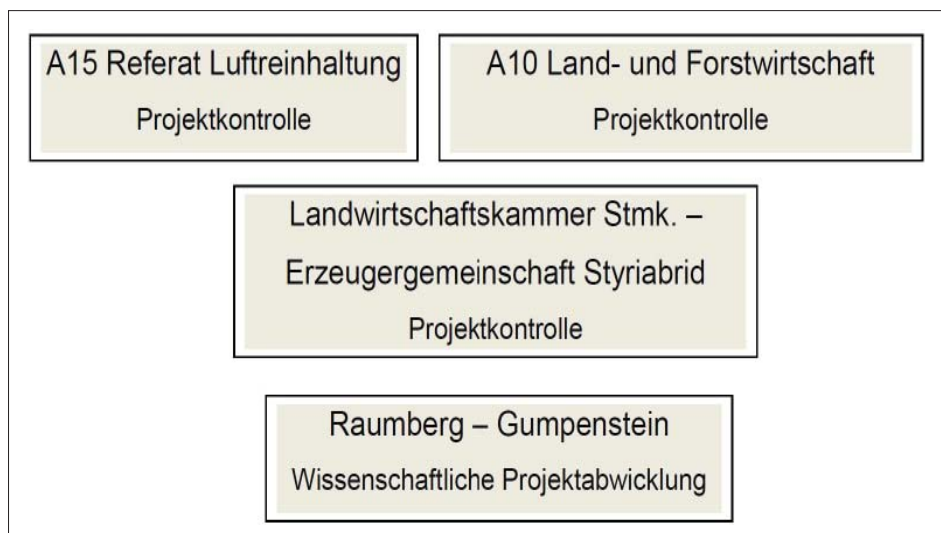 A15 Referat Luftreinhaltung
Projektkontrolle
A10 Land- und Forstwirtschaft
Projektkontrolle
Landwirtschaftskammer Stmk. –
Erzeugergemeinschaft Styriabrid
Projektkontrolle
Raumberg – Gumpenstein
Wissenschaftliche Projektabwicklung